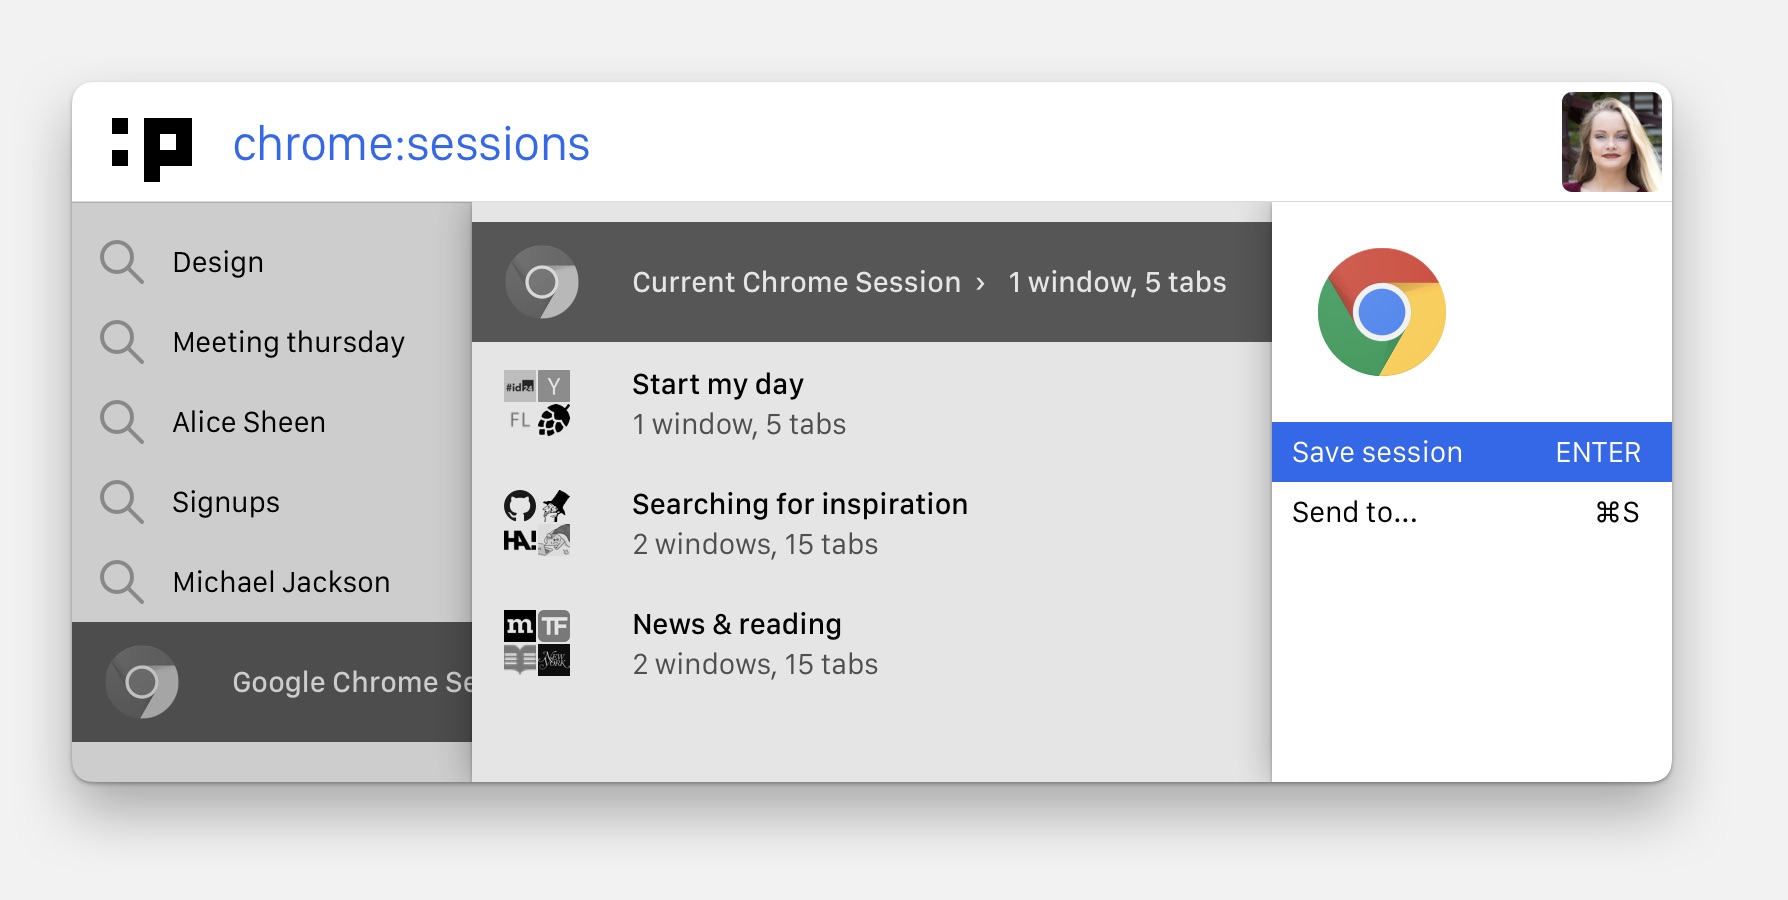 :p chrome:sessions
Design
Meeting thursday
Alice Sheen
Signups
Michael Jackson
Google Chrome Se
Current Chrome Session › 1 window, 5 tabs
#id24 Y
FL
Start my day
1 window, 5 tabs
HA!
Searching for inspiration
2 windows, 15 tabs
m TF
NEW YORK
News & reading
2 windows, 15 tabs
Save session ENTER
Send to... ⌘S